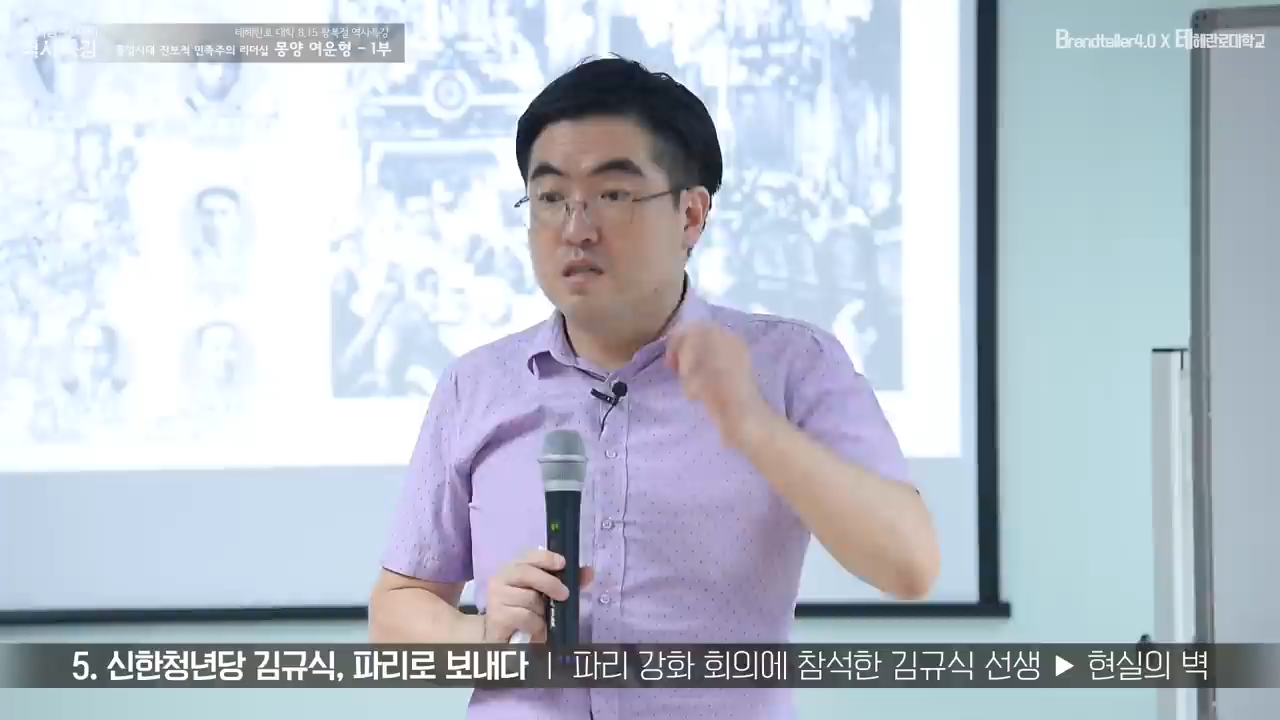 테헤란로 대학 8.15 광복절 역사특강
통일시대 진보적 민족주의 리더십 몽양 여운형 - 1부
Brandteller4.0 X 테헤란로대학교
5. 신한청년당 김규식, 파리로 보내다 | 파리 강화 회의에 참석한 김규식 선생 ▶ 현실의 벽